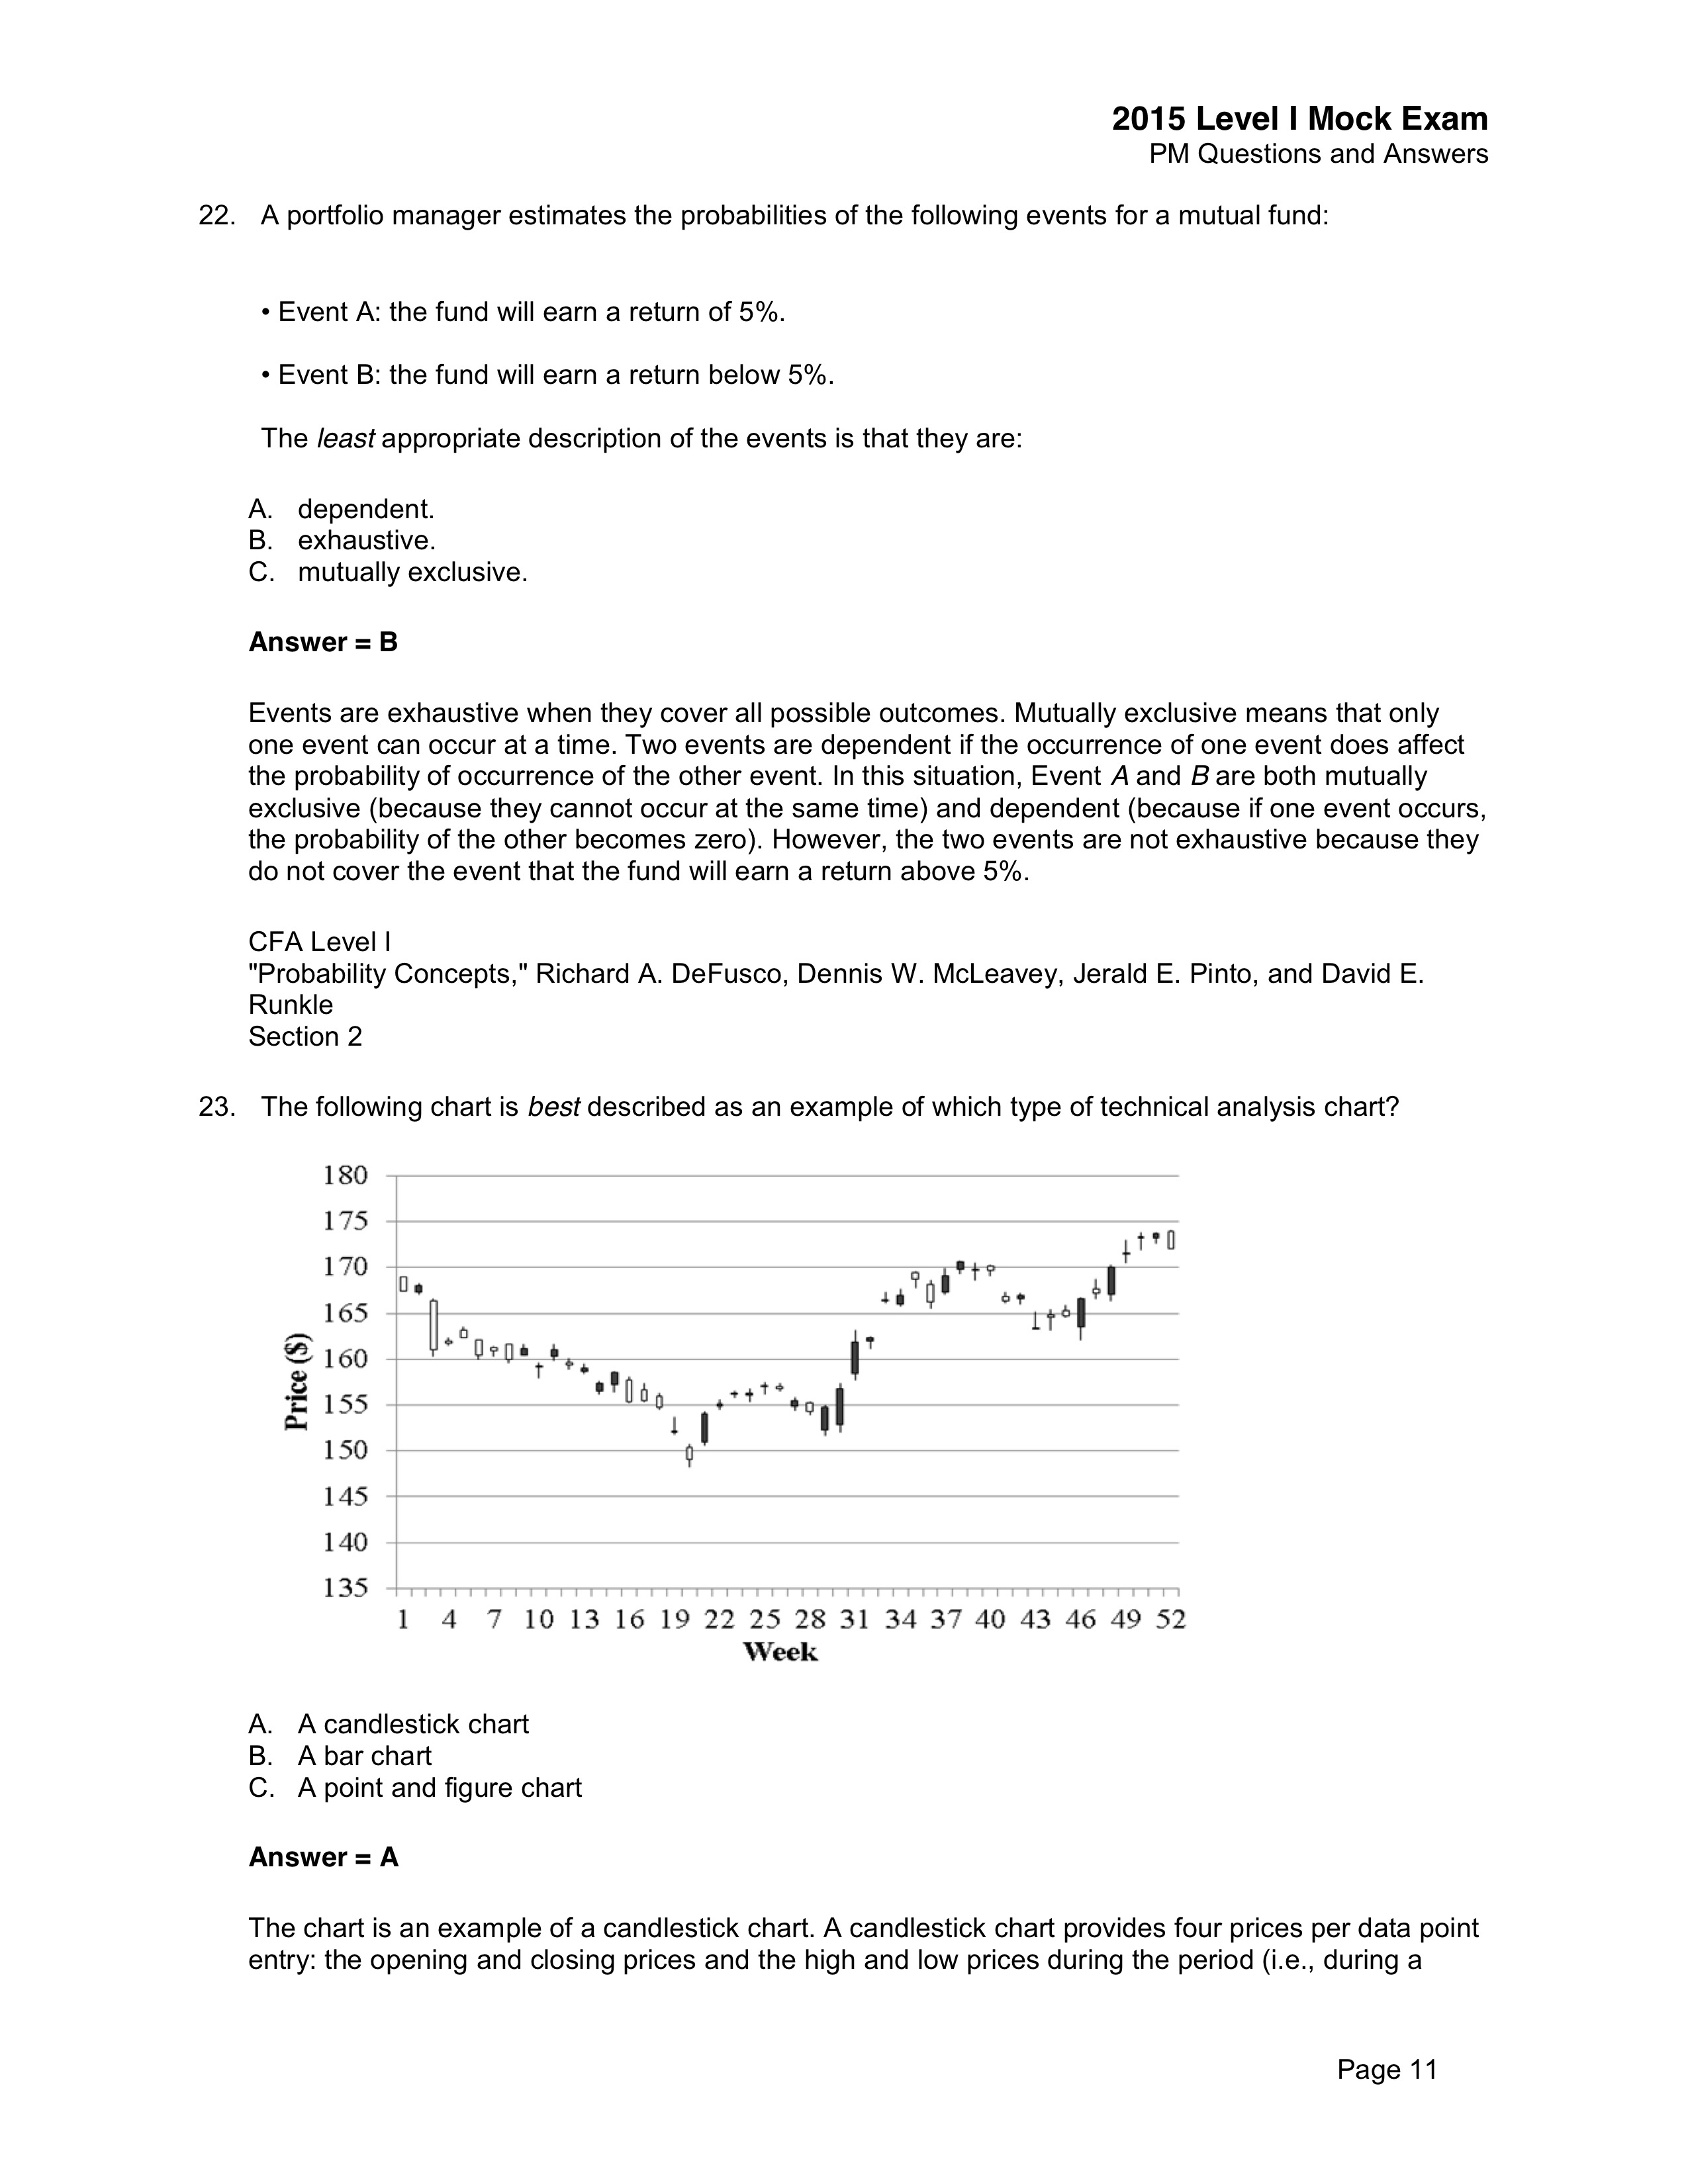 2015 Level I Mock Exam
PM Questions and Answers
22. A portfolio manager estimates the probabilities of the following events for a mutual fund:
• Event A: the fund will earn a return of 5%.
• Event B: the fund will earn a return below 5%.
The least appropriate description of the events is that they are:
A. dependent.
B. exhaustive.
C. mutually exclusive.
Answer = B
Events are exhaustive when they cover all possible outcomes. Mutually exclusive means that only
one event can occur at a time. Two events are dependent if the occurrence of one event does affect
the probability of occurrence of the other event. In this situation, Event A and B are both mutually
exclusive (because they cannot occur at the same time) and dependent (because if one event occurs,
the probability of the other becomes zero). However, the two events are not exhaustive because they
do not cover the event that the fund will earn a return above 5%.
CFA Level I
"Probability Concepts," Richard A. DeFusco, Dennis W. McLeavey, Jerald E. Pinto, and David E.
Runkle
Section 2
23. The following chart is best described as an example of which type of technical analysis chart?
180
175
170
165
160
155
150
145
140
135
Price ($)
1 4 7 10 13 16 19 22 25 28 31 34 37 40 43 46 49 52
Week
A. A candlestick chart
B. A bar chart
C. A point and figure chart
Answer = A
The chart is an example of a candlestick chart. A candlestick chart provides four prices per data point
entry: the opening and closing prices and the high and low prices during the period (i.e., during a
Page 11